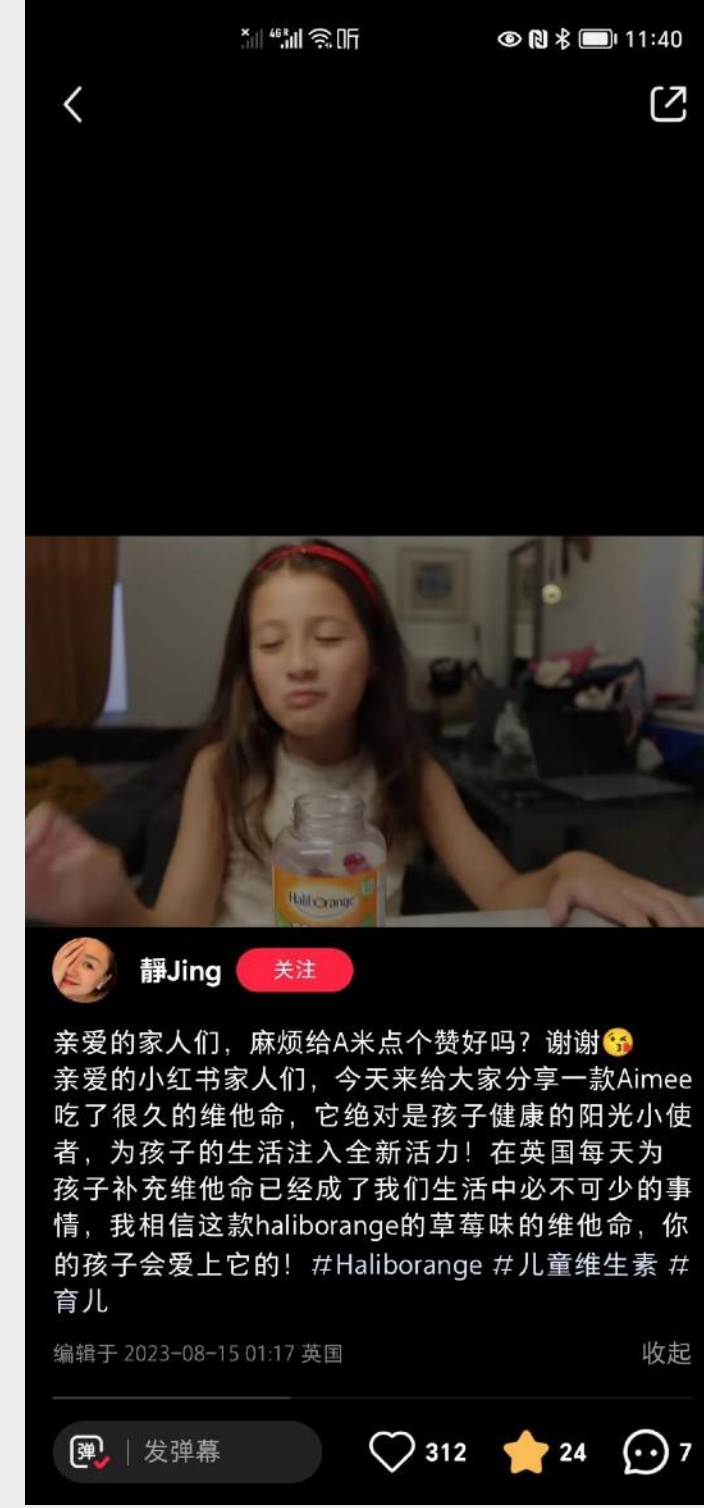 4G R 听 11:40
Haliborange
靜Jing 关注
亲爱的家人们，麻烦给A米点个赞好吗？谢谢😘
亲爱的小红书家人们，今天来给大家分享一款Aimee
吃了很久的维他命，它绝对是孩子健康的阳光小使
者，为孩子的生活注入全新活力！在英国每天为
孩子补充维他命已经成了我们生活中必不可少的事
情，我相信这款haliborange的草莓味的维他命，你
的孩子会爱上它的！#Haliborange #儿童维生素 #
育儿
编辑于 2023-08-15 01:17 英国 收起
弹 发弹幕 312 24 7